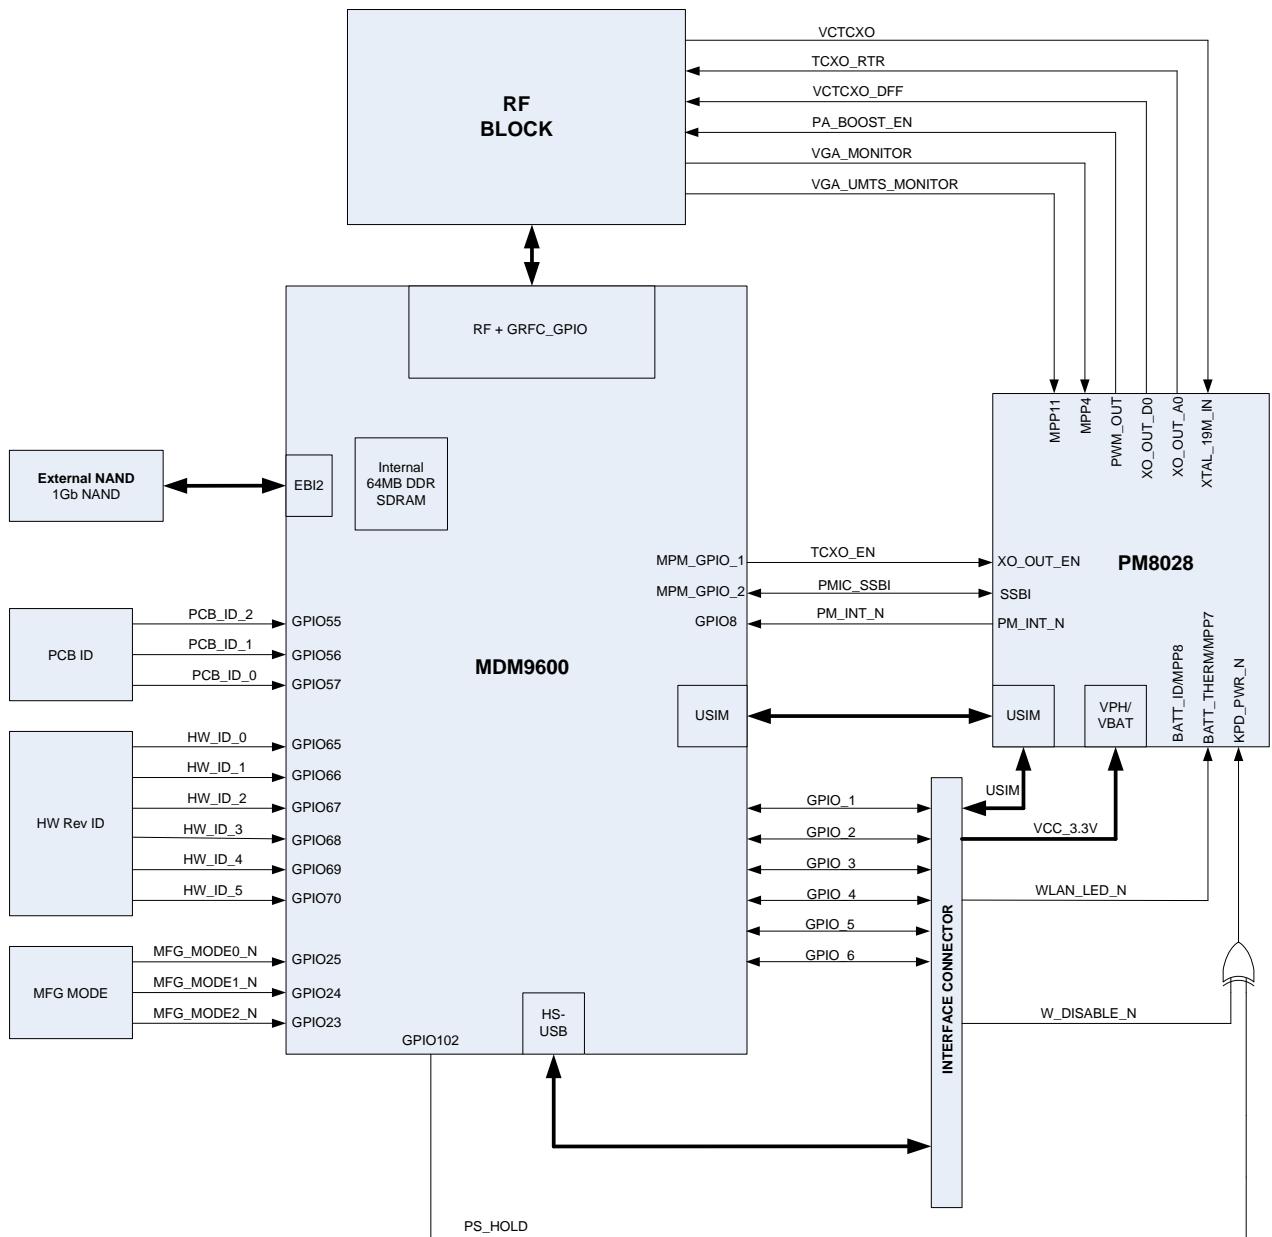 RF
BLOCK
VCTCXO
TCXO_RTR
VCTCXO_DFF
PA_BOOST_EN
VGA_MONITOR
VGA_UMTS_MONITOR
RF + GRFC_GPIO
MPP11
MPP4
PWM_OUT
XO_OUT_D0
XO_OUT_A0
XTAL_19M_IN
External NAND
1Gb NAND
EBI2
Internal
64MB DDR
SDRAM
MPM_GPIO_1
TCXO_EN
XO_OUT_EN
PM8028
MPM_GPIO_2
PMIC_SSBI
SSBI
GPIO8
PM_INT_N
PM_INT_N
PCB ID
PCB_ID_2
GPIO55
PCB_ID_1
GPIO56
PCB_ID_0
GPIO57
MDM9600
USIM
USIM
VPH/
VBAT
BATT_ID/MPP8
BATT_THERM/MPP7
KPD_PWR_N
HW Rev ID
HW_ID_0
GPIO65
HW_ID_1
GPIO66
HW_ID_2
GPIO67
HW_ID_3
GPIO68
HW_ID_4
GPIO69
HW_ID_5
GPIO70
GPIO_1
GPIO_2
GPIO_3
GPIO_4
GPIO_5
GPIO_6
USIM
VCC_3.3V
WLAN_LED_N
W_DISABLE_N
INTERFACE CONNECTOR
MFG MODE
MFG_MODE0_N
GPIO25
MFG_MODE1_N
GPIO24
MFG_MODE2_N
GPIO23
GPIO102
HS-
USB
PS_HOLD